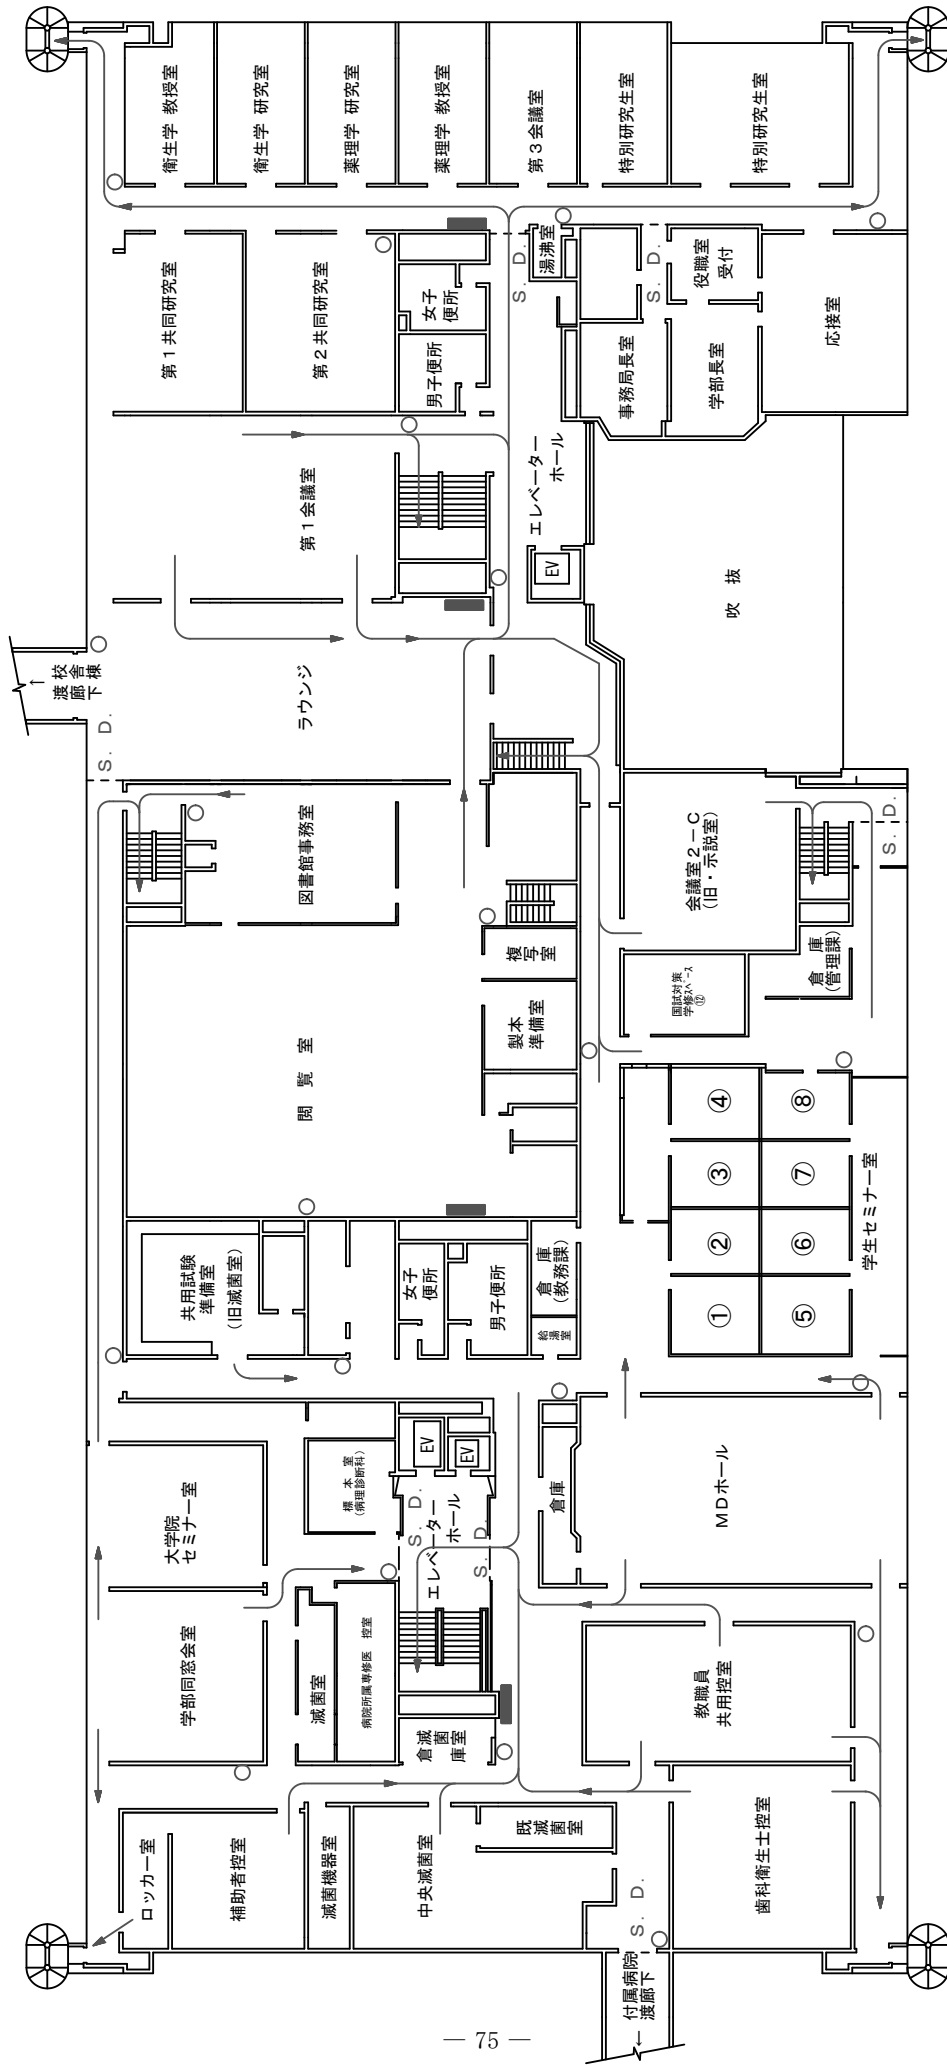 衛生学 教授室
衛生学 研究室
薬理学 研究室
薬理学 教授室
第3会議室
特別研究生室
特別研究生室
第1共同研究室
第2共同研究室
女子
便所
男子便所
S. D.
湯沸室
S. D.
役職室
受付
事務局長室
学部長室
応接室
第1会議室
エレベーター
ホール
EV
吹 抜
←
校舎棟
渡廊下
S. D.
ラウンジ
図書館事務室
会議室2-C
(旧・示説室)
S. D.
倉 庫
(管理課)
複写室
国試対策
学修スペース
⑫
製本
準備室
閲 覧 室
④
③
②
①
⑧
⑦
⑥
⑤
学生セミナー室
共用試験
準備室
(旧滅菌室)
女子
便所
男子便所
倉 庫
(教務課)
給湯室
大学院
セミナー室
標 本 室
(病理診断科)
EV
EV
S. D.
エレベーター
ホール
S. D.
倉庫
MDホール
学部同窓会室
滅菌室
病院所属専修医 控室
滅菌
倉庫室
教職員
共用控室
ロッカー室
補助者控室
滅菌機器室
中央滅菌室
既滅菌室
歯科衛生士控室
S. D.
←付属病院
渡廊下
― 75 ―